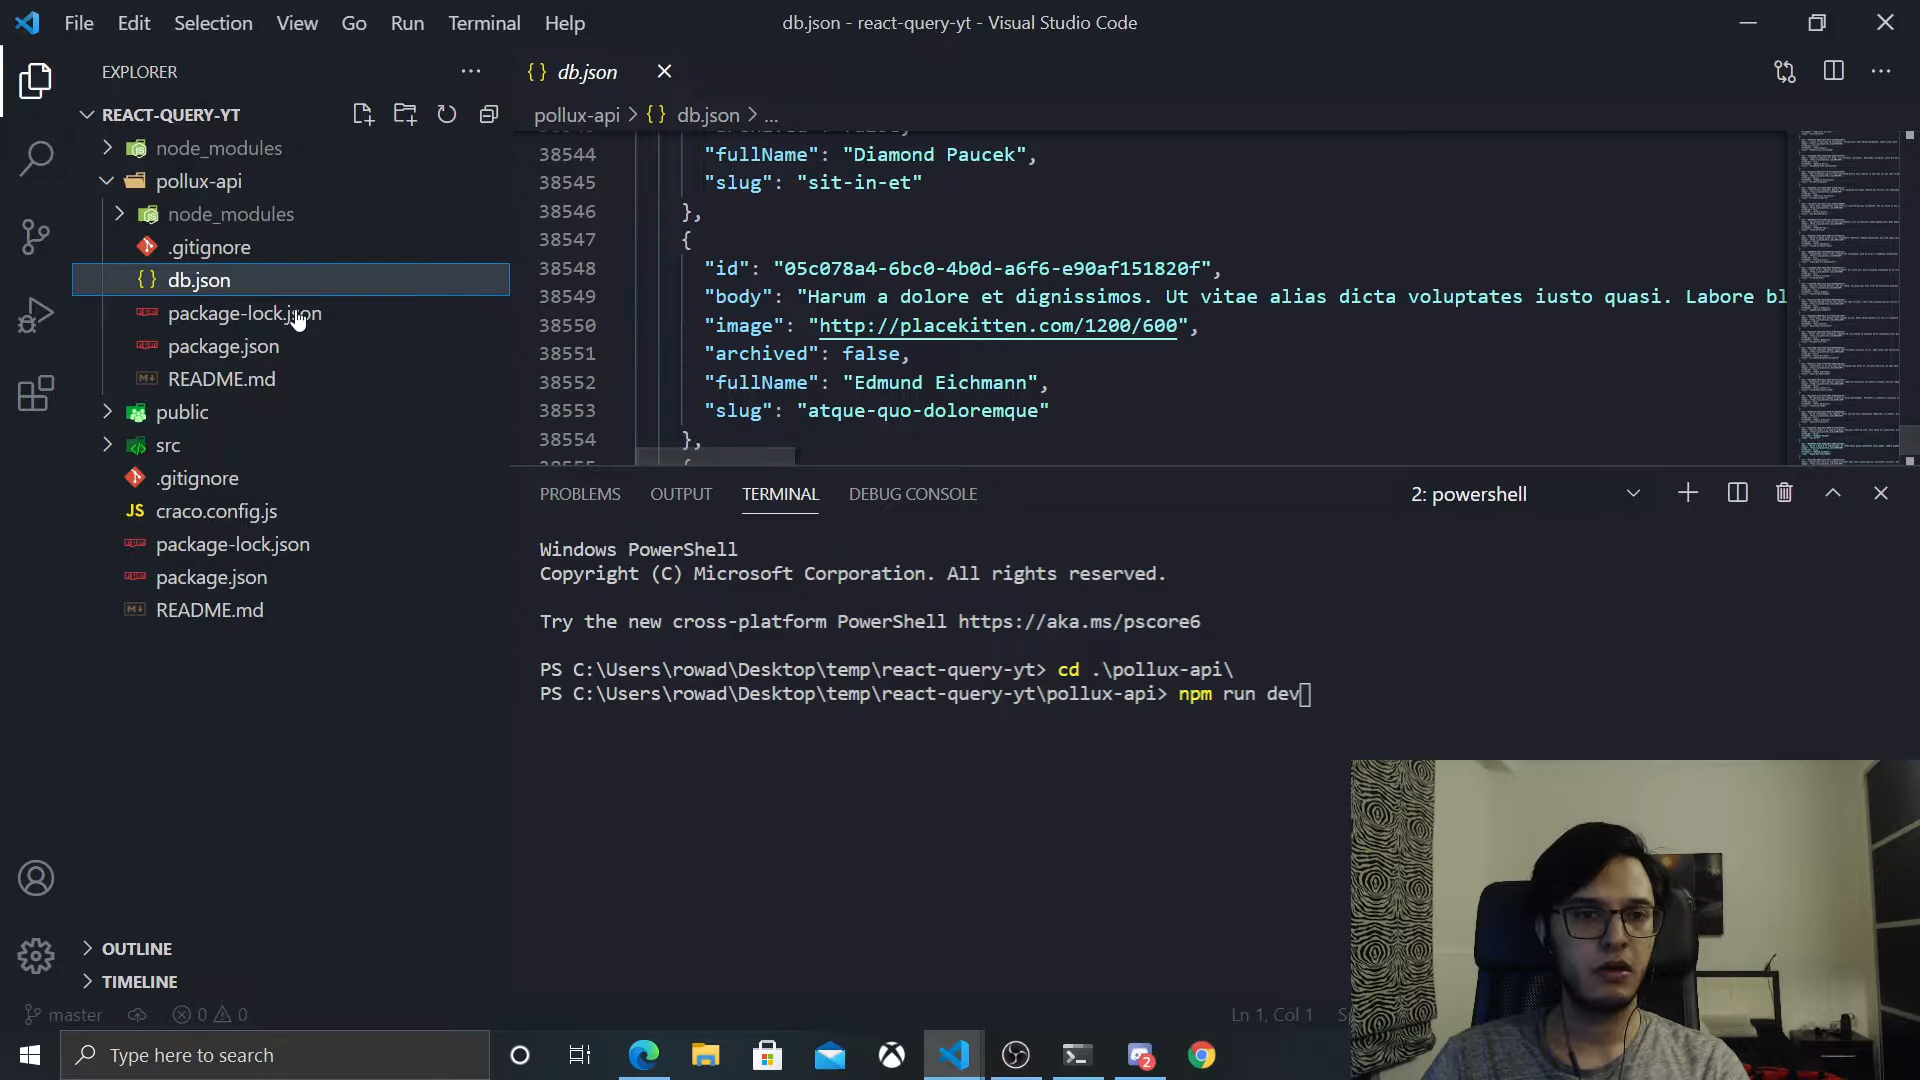 File Edit Selection View Go Run Terminal Help
db.json - react-query-yt - Visual Studio Code
EXPLORER
REACT-QUERY-YT
node_modules
pollux-api
node_modules
.gitignore
db.json
package-lock.json
package.json
README.md
public
src
.gitignore
craco.config.js
package-lock.json
package.json
README.md
OUTLINE
TIMELINE
{ } db.json
pollux-api > { } db.json > ...
38544 "fullName": "Diamond Paucek",
38545 "slug": "sit-in-et"
38546 },
38547 {
38548 "id": "05c078a4-6bc0-4b0d-a6f6-e90af151820f",
38549 "body": "Harum a dolore et dignissimos. Ut vitae alias dicta voluptates iusto quasi. Labore bl
38550 "image": "http://placekitten.com/1200/600",
38551 "archived": false,
38552 "fullName": "Edmund Eichmann",
38553 "slug": "atque-quo-doloremque"
38554 },
PROBLEMS OUTPUT TERMINAL DEBUG CONSOLE
2: powershell
Windows PowerShell
Copyright (C) Microsoft Corporation. All rights reserved.
Try the new cross-platform PowerShell https://aka.ms/pscore6
PS C:\Users\rowad\Desktop\temp\react-query-yt> cd .\pollux-api\
PS C:\Users\rowad\Desktop\temp\react-query-yt\pollux-api> npm run dev
master 0 0
Ln 1, Col 1
Type here to search
2